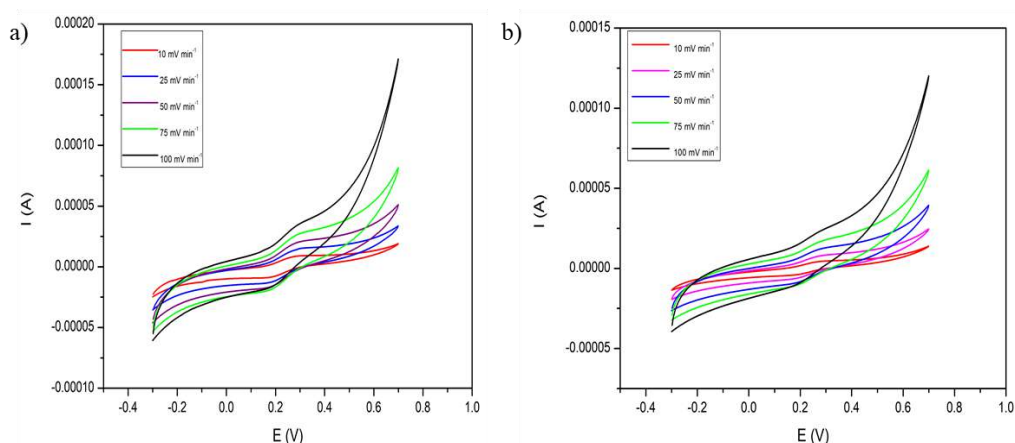 a)
0.00020
0.00015
0.00010
0.00005
0.00000
-0.00005
-0.00010
I (A)
10 mV min⁻¹
25 mV min⁻¹
50 mV min⁻¹
75 mV min⁻¹
100 mV min⁻¹
-0.4 -0.2 0.0 0.2 0.4 0.6 0.8 1.0
E (V)
b)
0.00015
0.00010
0.00005
0.00000
-0.00005
I (A)
10 mV min⁻¹
25 mV min⁻¹
50 mV min⁻¹
75 mV min⁻¹
100 mV min⁻¹
-0.4 -0.2 0.0 0.2 0.4 0.6 0.8 1.0
E (V)